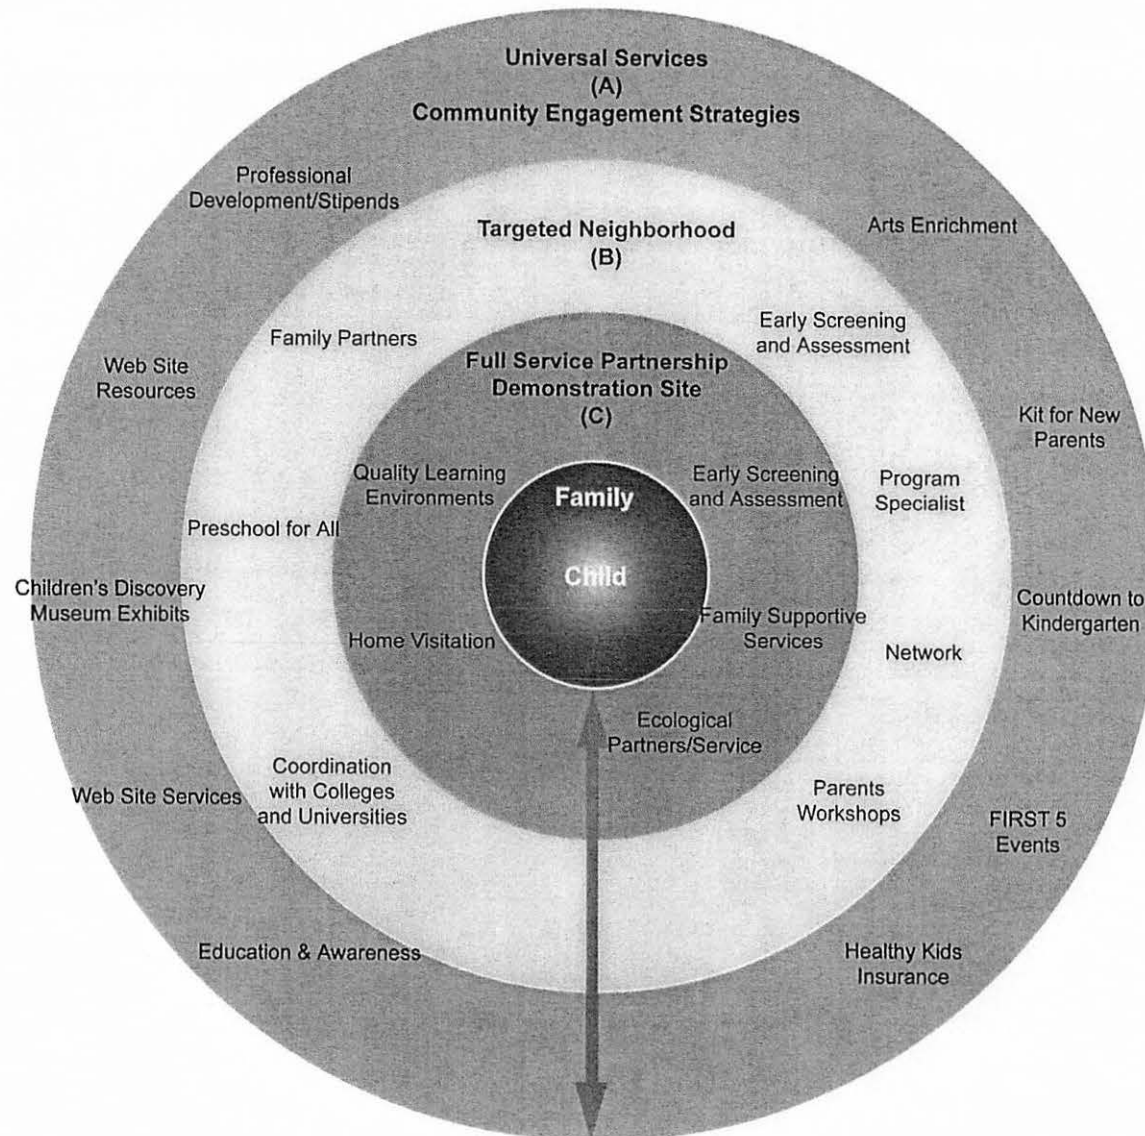 Universal Services
(A)
Community Engagement Strategies
Professional
Development/Stipends
Arts Enrichment
Targeted Neighborhood
(B)
Family Partners
Early Screening
and Assessment
Web Site
Resources
Full Service Partnership
Demonstration Site
(C)
Kit for New
Parents
Quality Learning
Environments
Family
Early Screening
and Assessment
Program
Specialist
Preschool for All
Child
Children's Discovery
Museum Exhibits
Countdown to
Kindergarten
Home Visitation
Family Supportive
Services
Network
Ecological
Partners/Service
Web Site Services
Coordination
with Colleges
and Universities
Parents
Workshops
FIRST 5
Events
Education & Awareness
Healthy Kids
Insurance